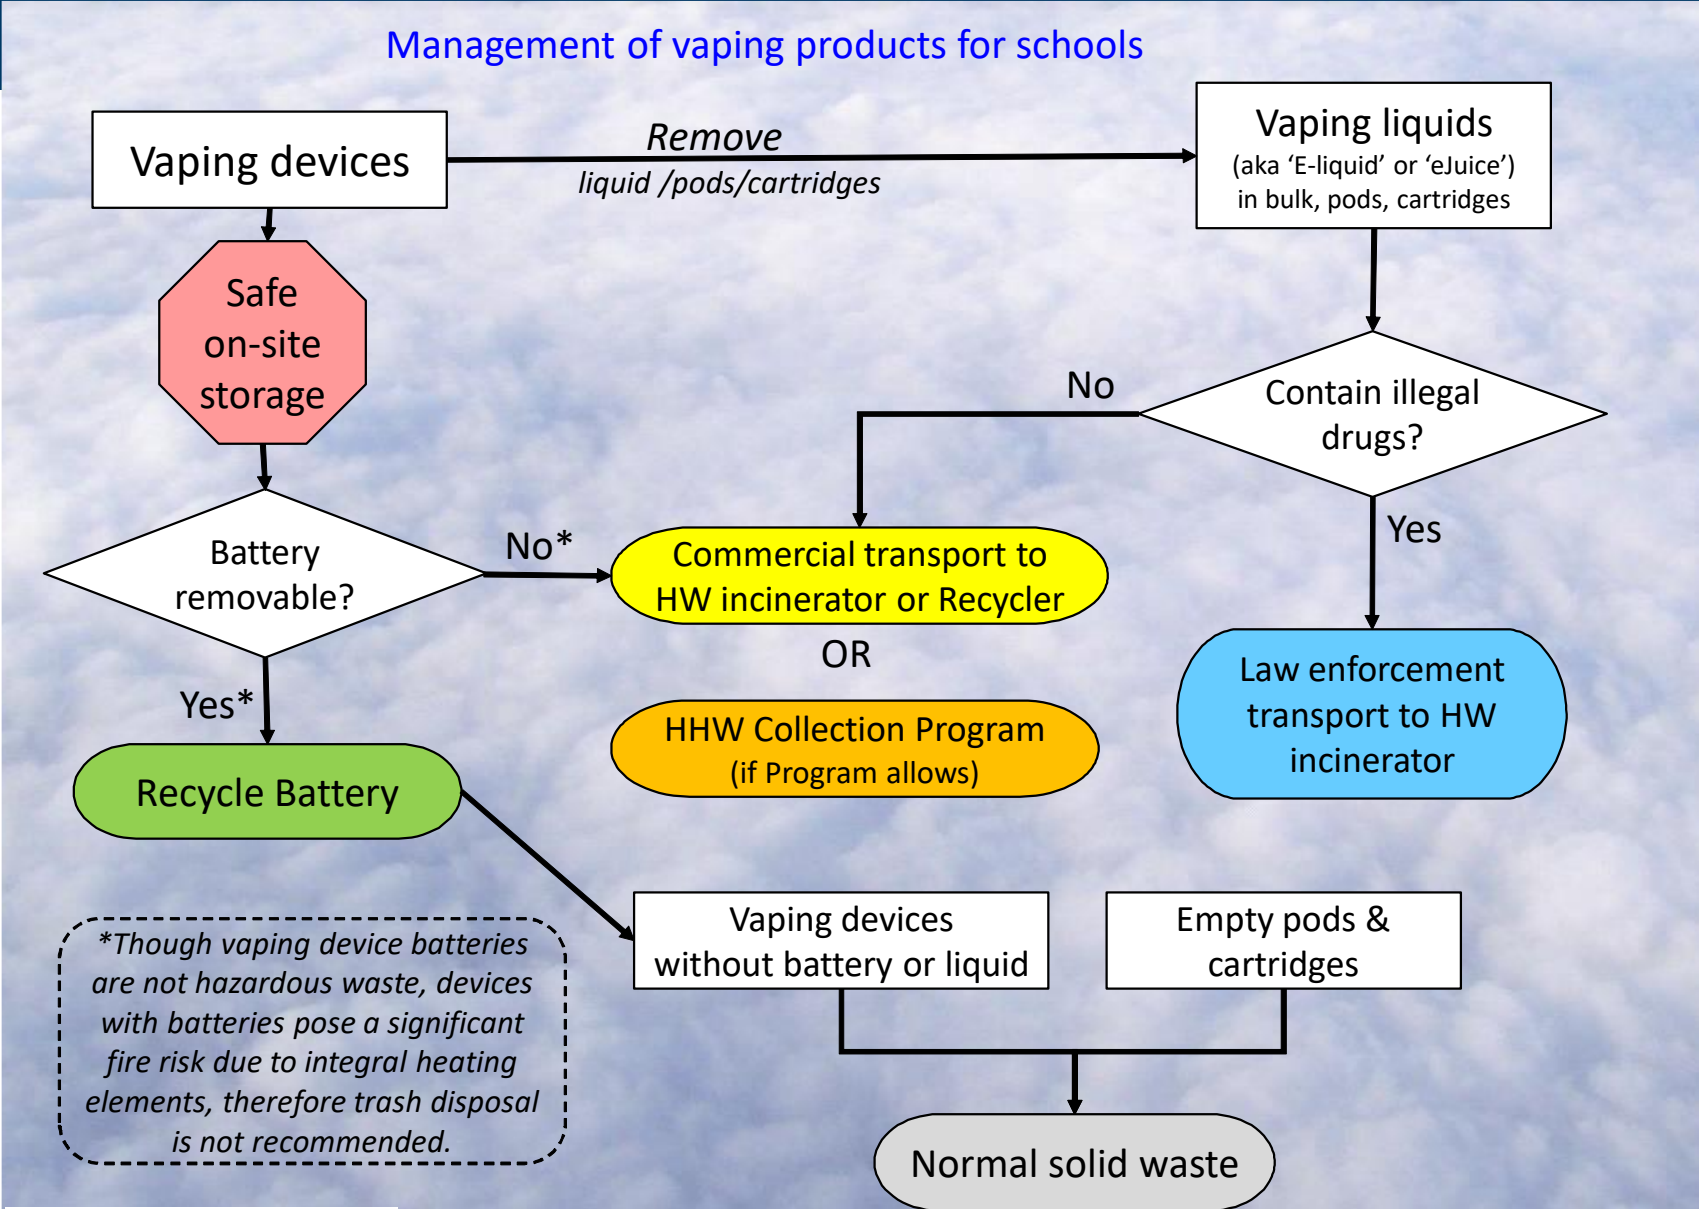 Management of vaping products for schools
Vaping devices
Remove
liquid /pods/cartridges
Vaping liquids
(aka ‘E-liquid’ or ‘eJuice’)
in bulk, pods, cartridges
Safe
on-site
storage
No
Contain illegal
drugs?
Battery
removable?
No*
Commercial transport to
HW incinerator or Recycler
Yes
OR
Yes*
HHW Collection Program
(if Program allows)
Law enforcement
transport to HW
incinerator
Recycle Battery
Vaping devices
without battery or liquid
Empty pods &
cartridges
*Though vaping device batteries
are not hazardous waste, devices
with batteries pose a significant
fire risk due to integral heating
elements, therefore trash disposal
is not recommended.
Normal solid waste